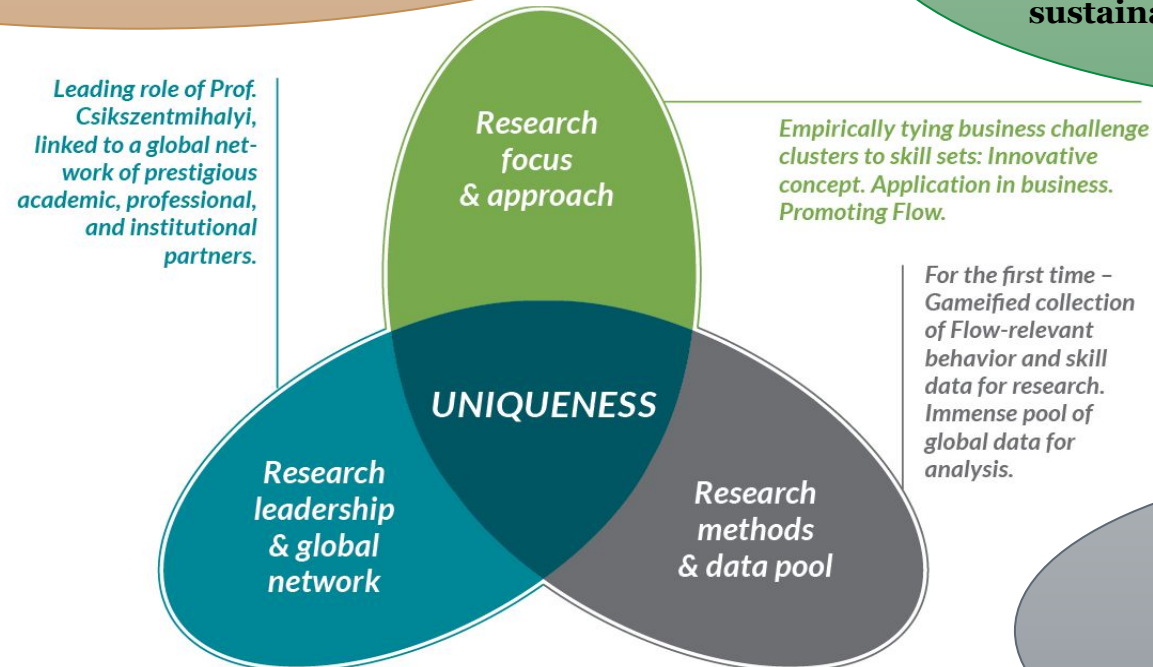 sustaina
Leading role of Prof.
Csikszentmihalyi,
linked to a global net-
work of prestigious
academic, professional,
and institutional
partners.
Research
focus
& approach
Empirically tying business challenge
clusters to skill sets: Innovative
concept. Application in business.
Promoting Flow.
For the first time –
Gameified collection
of Flow-relevant
behavior and skill
data for research.
Immense pool of
global data for
analysis.
UNIQUENESS
Research
leadership
& global
network
Research
methods
& data pool